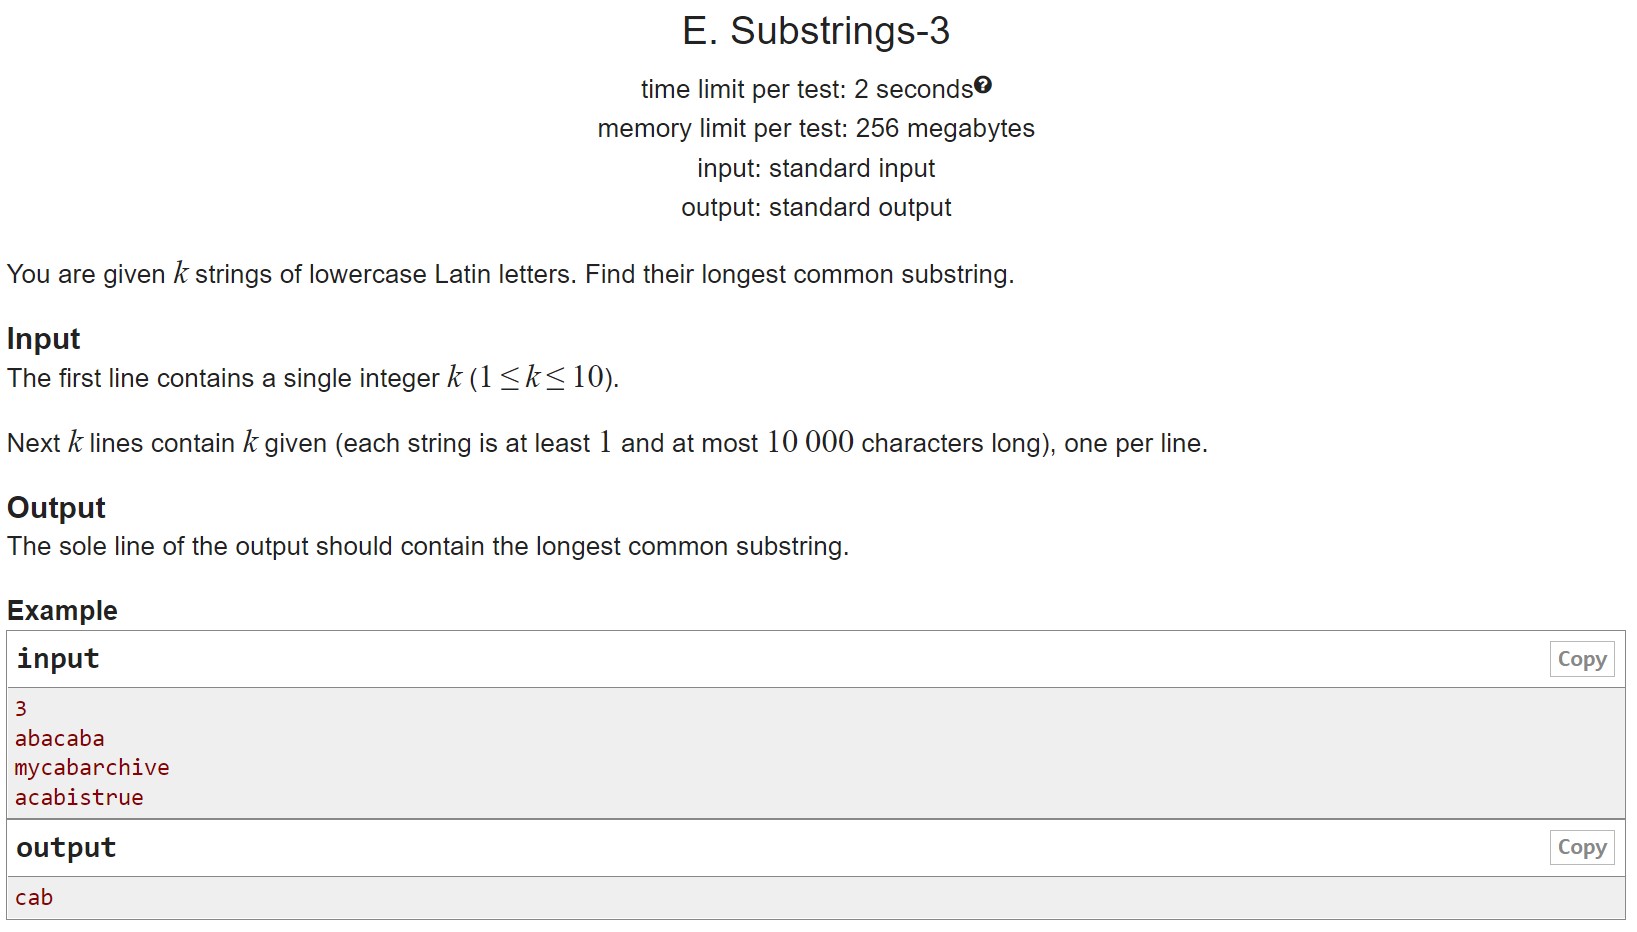 E. Substrings-3
time limit per test: 2 seconds?
memory limit per test: 256 megabytes
input: standard input
output: standard output
You are given k strings of lowercase Latin letters. Find their longest common substring.
Input
The first line contains a single integer k (1 ≤ k ≤ 10).
Next k lines contain k given (each string is at least 1 and at most 10 000 characters long), one per line.
Output
The sole line of the output should contain the longest common substring.
Example
input Copy
3
abacaba
mycabarchive
acabistrue
output Copy
cab